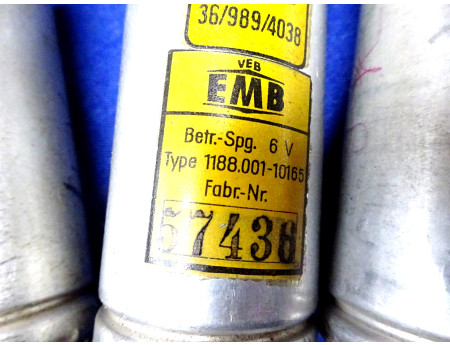 36/989/4038
VEB
EMB
Betr.-Spg. 6 V
Type 1188.001-10165
Fabr.-Nr.
57436